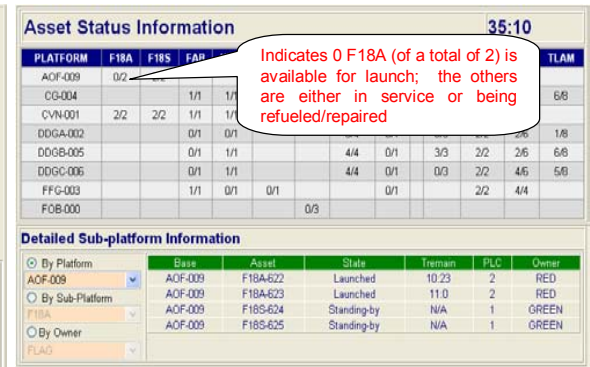 Asset Status Information 35:10
PLATFORM F18A F18S FAB TLAM
Indicates 0 F18A (of a total of 2) is
available for launch; the others
are either in service or being
refueled/repaired
AOF-009 0/2
CG-004 1/1 1/1 6/8
CVN-001 2/2 2/2 1/1 1/1
DDGA-002 0/1 0/1 1/8
DDGB-005 0/1 1/1 4/4 0/1 3/3 2/2 2/6 6/8
DDGC-006 0/1 1/1 4/4 0/1 0/3 2/2 4/6 5/8
FFG-003 1/1 0/1 0/1 0/1 2/2 4/4
FOB-000 0/3
Detailed Sub-platform Information
By Platform
AOF-009
By Sub-Platform
F18A
By Owner
FLAG
Base Asset State Tremain PLC Owner
AOF-009 F18A-622 Launched 10:23 2 RED
AOF-009 F18A-623 Launched 11.0 2 RED
AOF-009 F18S-624 Standing-by N/A 1 GREEN
AOF-009 F18S-625 Standing-by N/A 1 GREEN